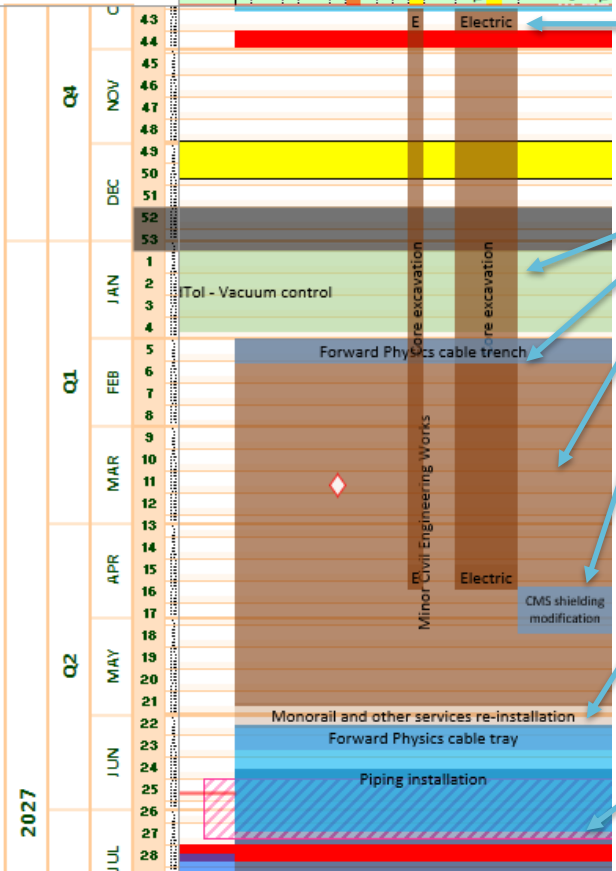 43
E
Electric
44
45
46
47
48
49
50
51
52
53
1
2
3
4
5
6
7
8
9
10
11
12
13
14
15
16
17
18
19
20
21
22
23
24
25
26
27
28
Q4
Q1
Q2
2027
NOV
DEC
JAN
FEB
MAR
APR
MAY
JUN
JUL
ITol - Vacuum control
ore excavation
ore excavation
Forward Physics cable trench
Minor Civil Engineering Works
E
Electric
CMS shielding
modification
Monorail and other services re-installation
Forward Physics cable tray
Piping installation